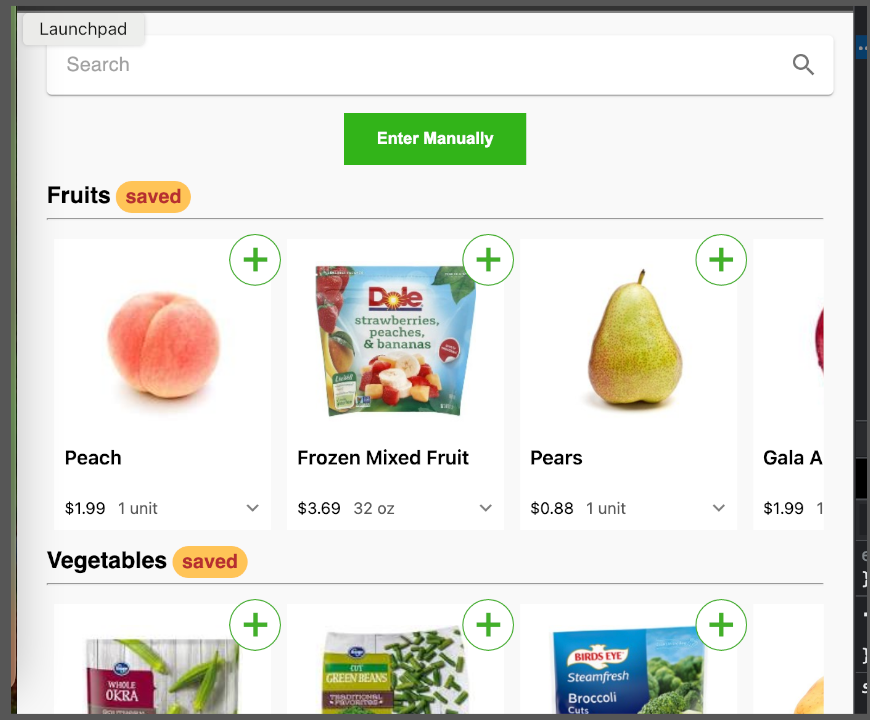 Launchpad
Search
Enter Manually
Fruits saved
Dole
strawberries,
peaches,
& bananas
Peach
Frozen Mixed Fruit
Pears
Gala A
$1.99 1 unit
$3.69 32 oz
$0.88 1 unit
$1.99 1
Vegetables saved
WHOLE
OKRA
CUT
GREEN BEANS
TRADITIONAL
FAVORITES
BIRDS EYE
Steamfresh
Broccoli
Cuts